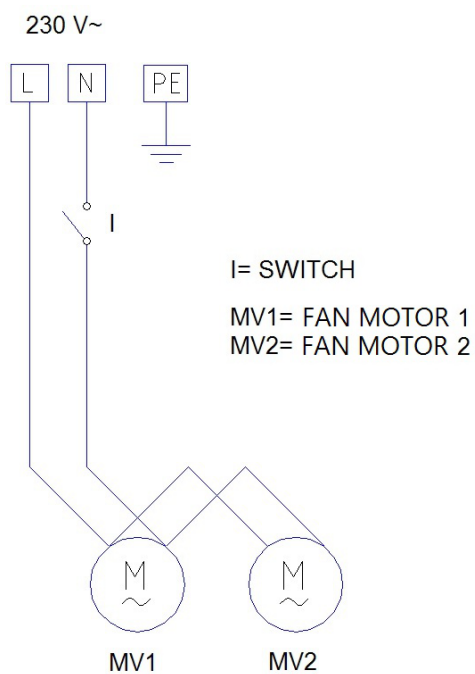 230 V~
L N PE
I
I= SWITCH
MV1= FAN MOTOR 1
MV2= FAN MOTOR 2
M M
~ ~
MV1 MV2